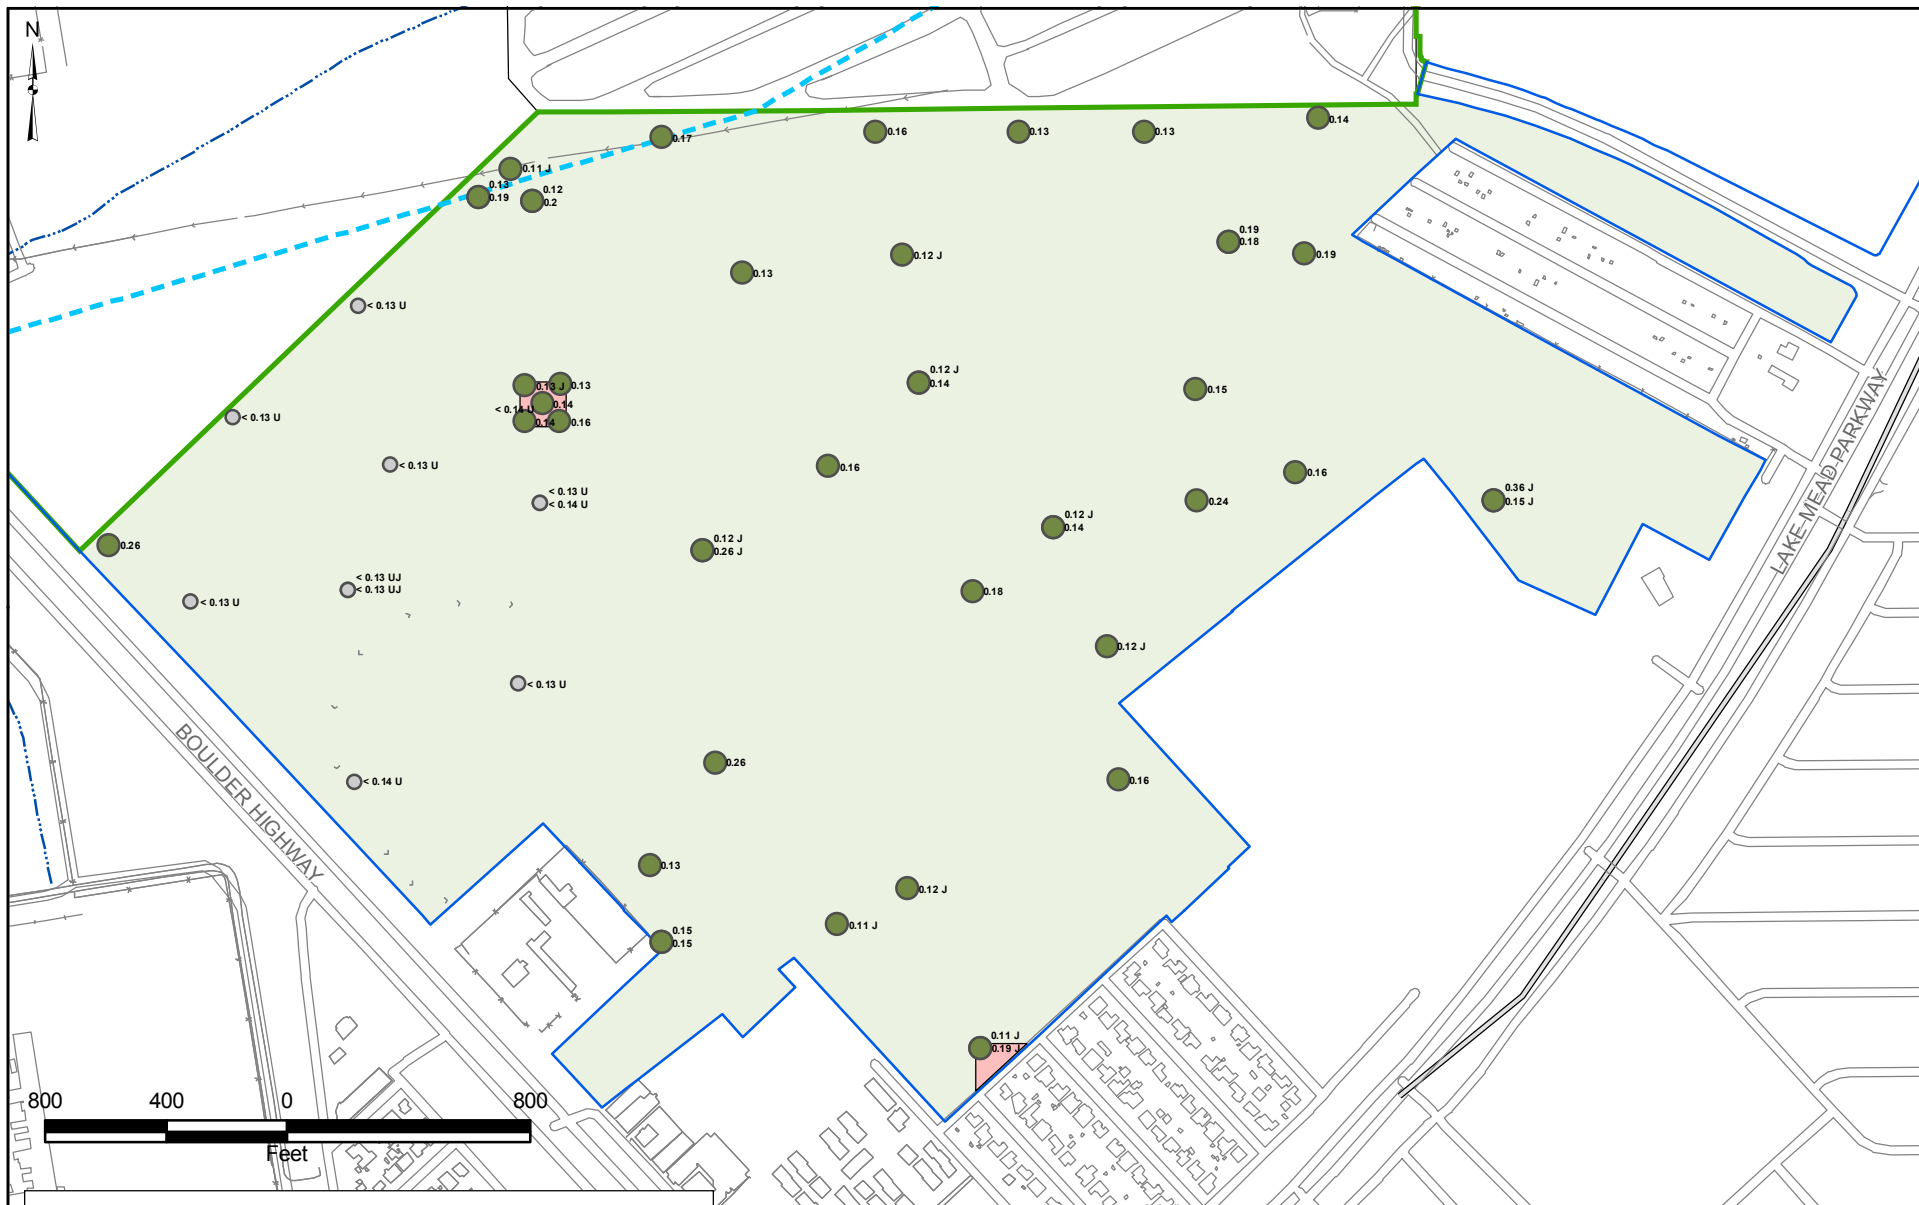 N
0.14
0.16
0.13
0.13
0.17
0.11 J
0.13
0.19
0.12
0.2
0.19
0.18
0.19
0.12 J
0.13
< 0.13 U
0.13 J
0.13
0.14
< 0.14 U
0.14
0.16
0.12 J
0.14
0.15
< 0.13 U
< 0.13 U
0.16
0.16
< 0.13 U
< 0.14 U
0.24
0.36 J
0.15 J
0.12 J
0.14
0.26
0.12 J
0.26 J
< 0.13 UJ
< 0.13 UJ
< 0.13 U
0.18
0.12 J
< 0.13 U
0.26
< 0.14 U
0.16
0.13
0.12 J
0.11 J
0.15
0.15
0.11 J
0.19 J
LAKE MEAD PARKWAY
BOULDER HIGHWAY
800 400 0 800
Feet